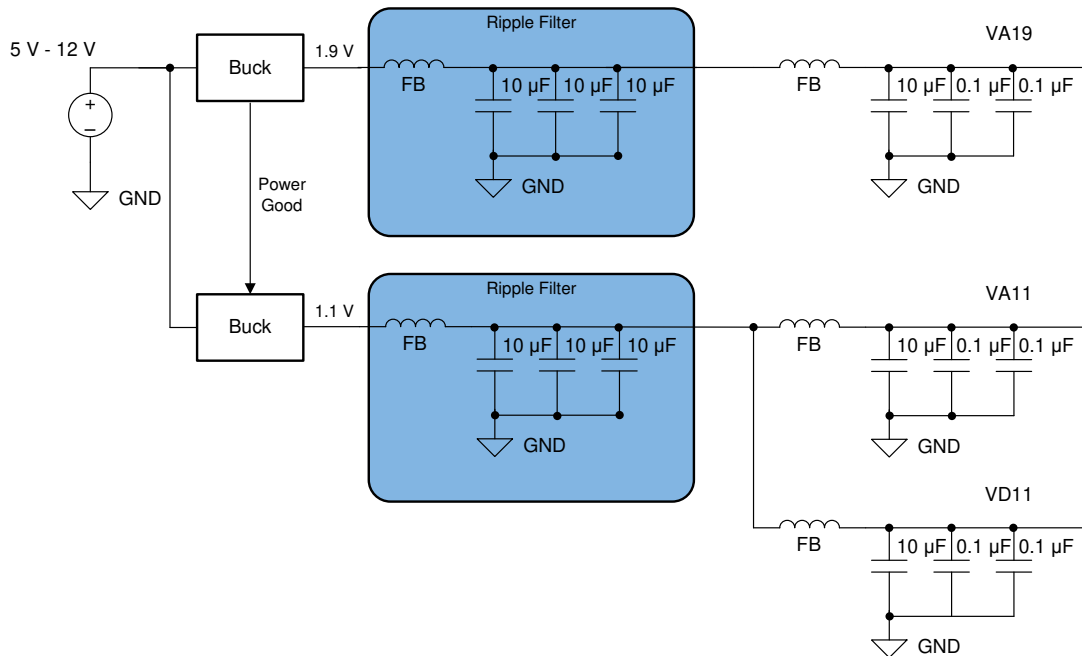 Ripple Filter
5 V - 12 V
Buck
1.9 V
FB
10 µF
10 µF
10 µF
GND
VA19
FB
10 µF
0.1 µF
0.1 µF
GND
+
–
GND
Power
Good
Ripple Filter
Buck
1.1 V
FB
10 µF
10 µF
10 µF
GND
VA11
FB
10 µF
0.1 µF
0.1 µF
GND
VD11
FB
10 µF
0.1 µF
0.1 µF
GND